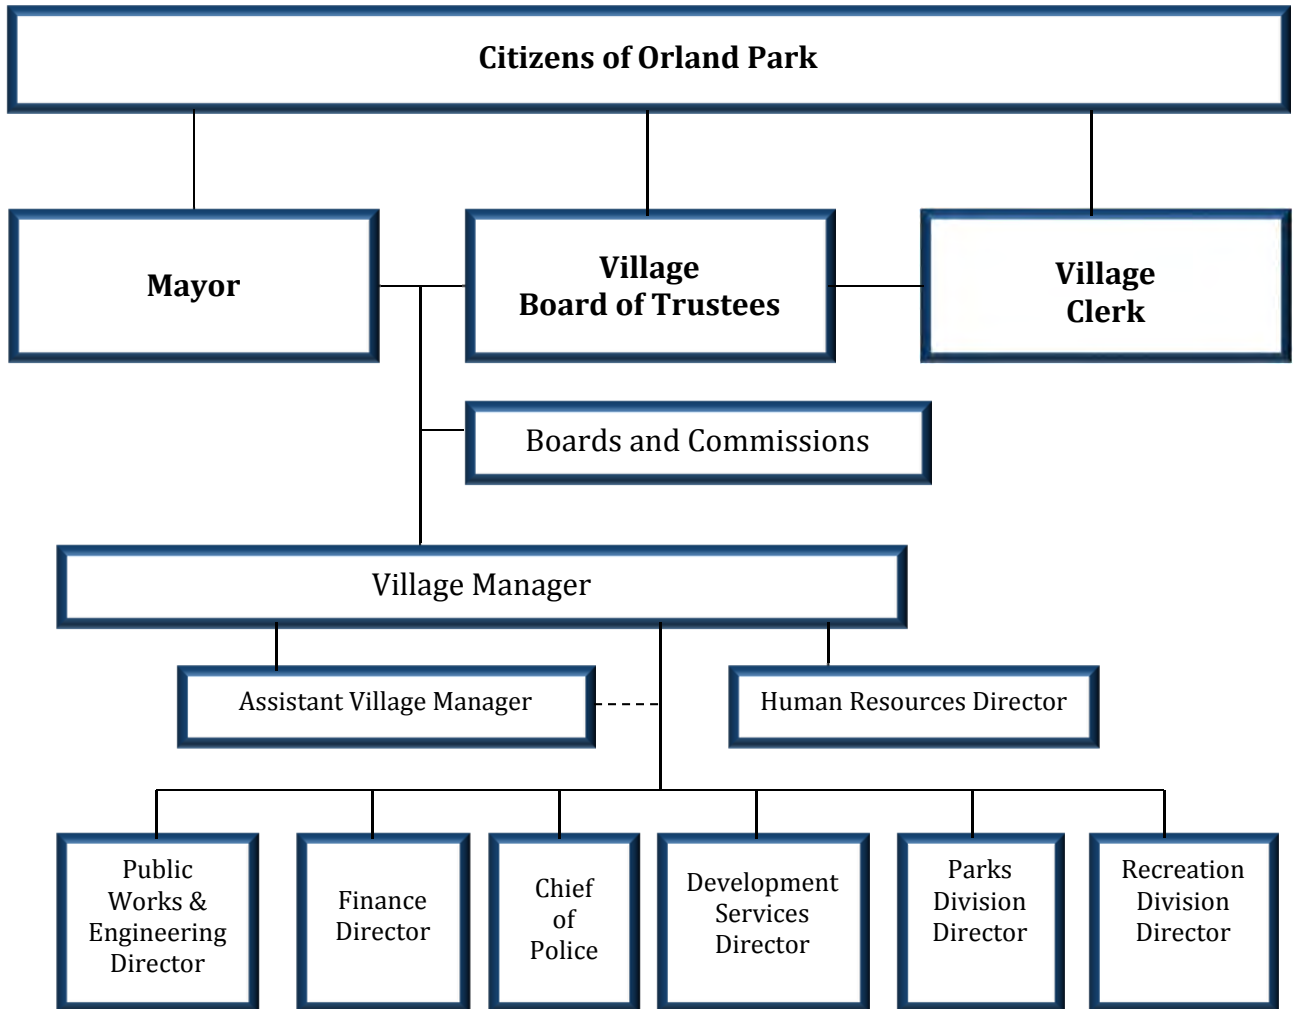 Citizens of Orland Park
Mayor
Village
Board of Trustees
Village
Clerk
Boards and Commissions
Village Manager
Assistant Village Manager
Human Resources Director
Public
Works &
Engineering
Director
Finance
Director
Chief
of
Police
Development
Services
Director
Parks
Division
Director
Recreation
Division
Director